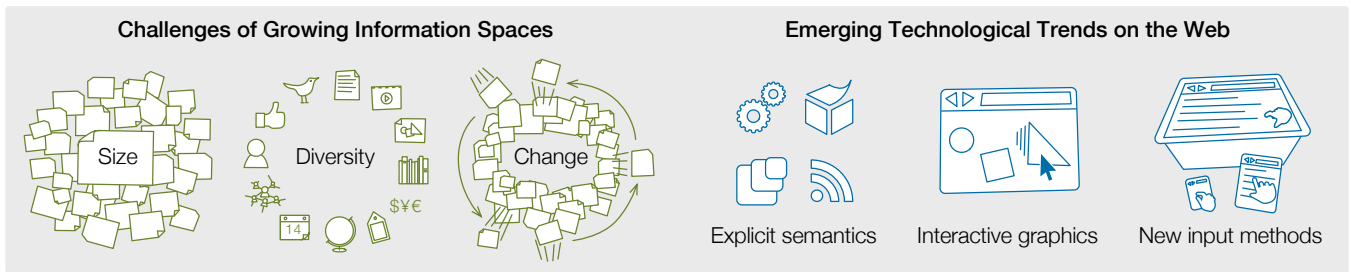 Challenges of Growing Information Spaces
Size
Diversity
14
$¥€
Change
Emerging Technological Trends on the Web
Explicit semantics
Interactive graphics
New input methods